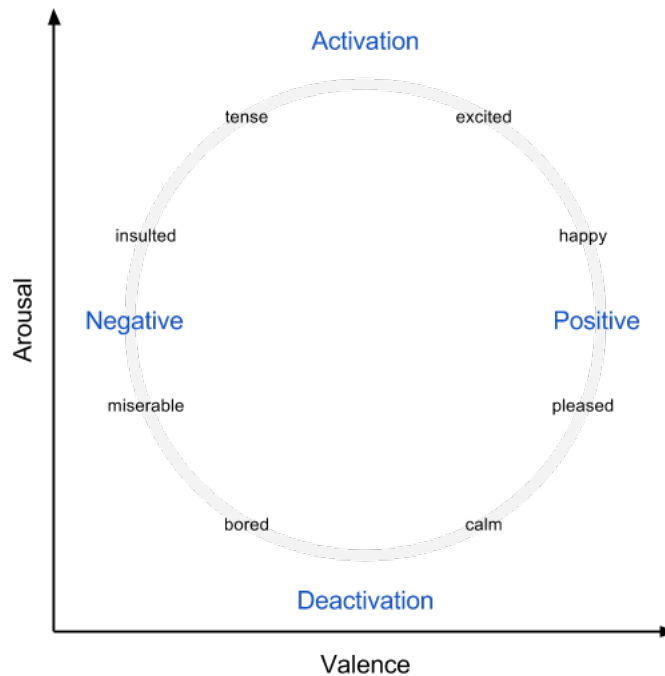 Activation
tense
excited
insulted
happy
Arousal
Negative
Positive
miserable
pleased
bored
calm
Deactivation
Valence